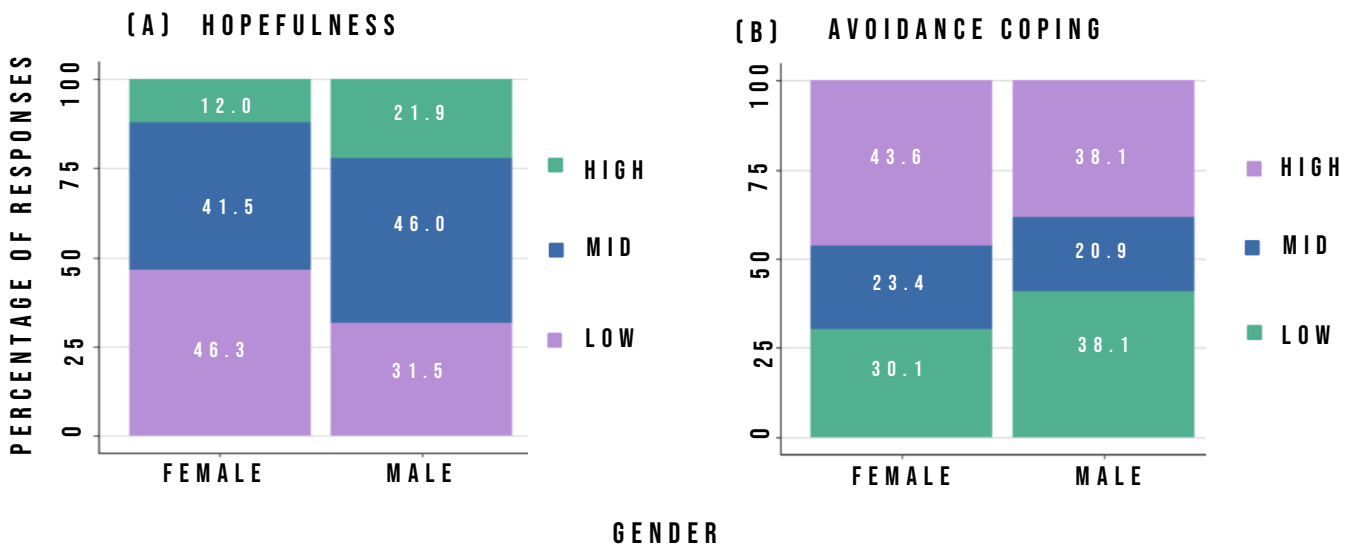 (A) HOPEFULNESS
PERCENTAGE OF RESPONSES
100
75
50
25
0
12.0
41.5
46.3
21.9
46.0
31.5
HIGH
MID
LOW
FEMALE
MALE
(B) AVOIDANCE COPING
100
75
50
25
0
43.6
23.4
30.1
38.1
20.9
38.1
HIGH
MID
LOW
FEMALE
MALE
GENDER